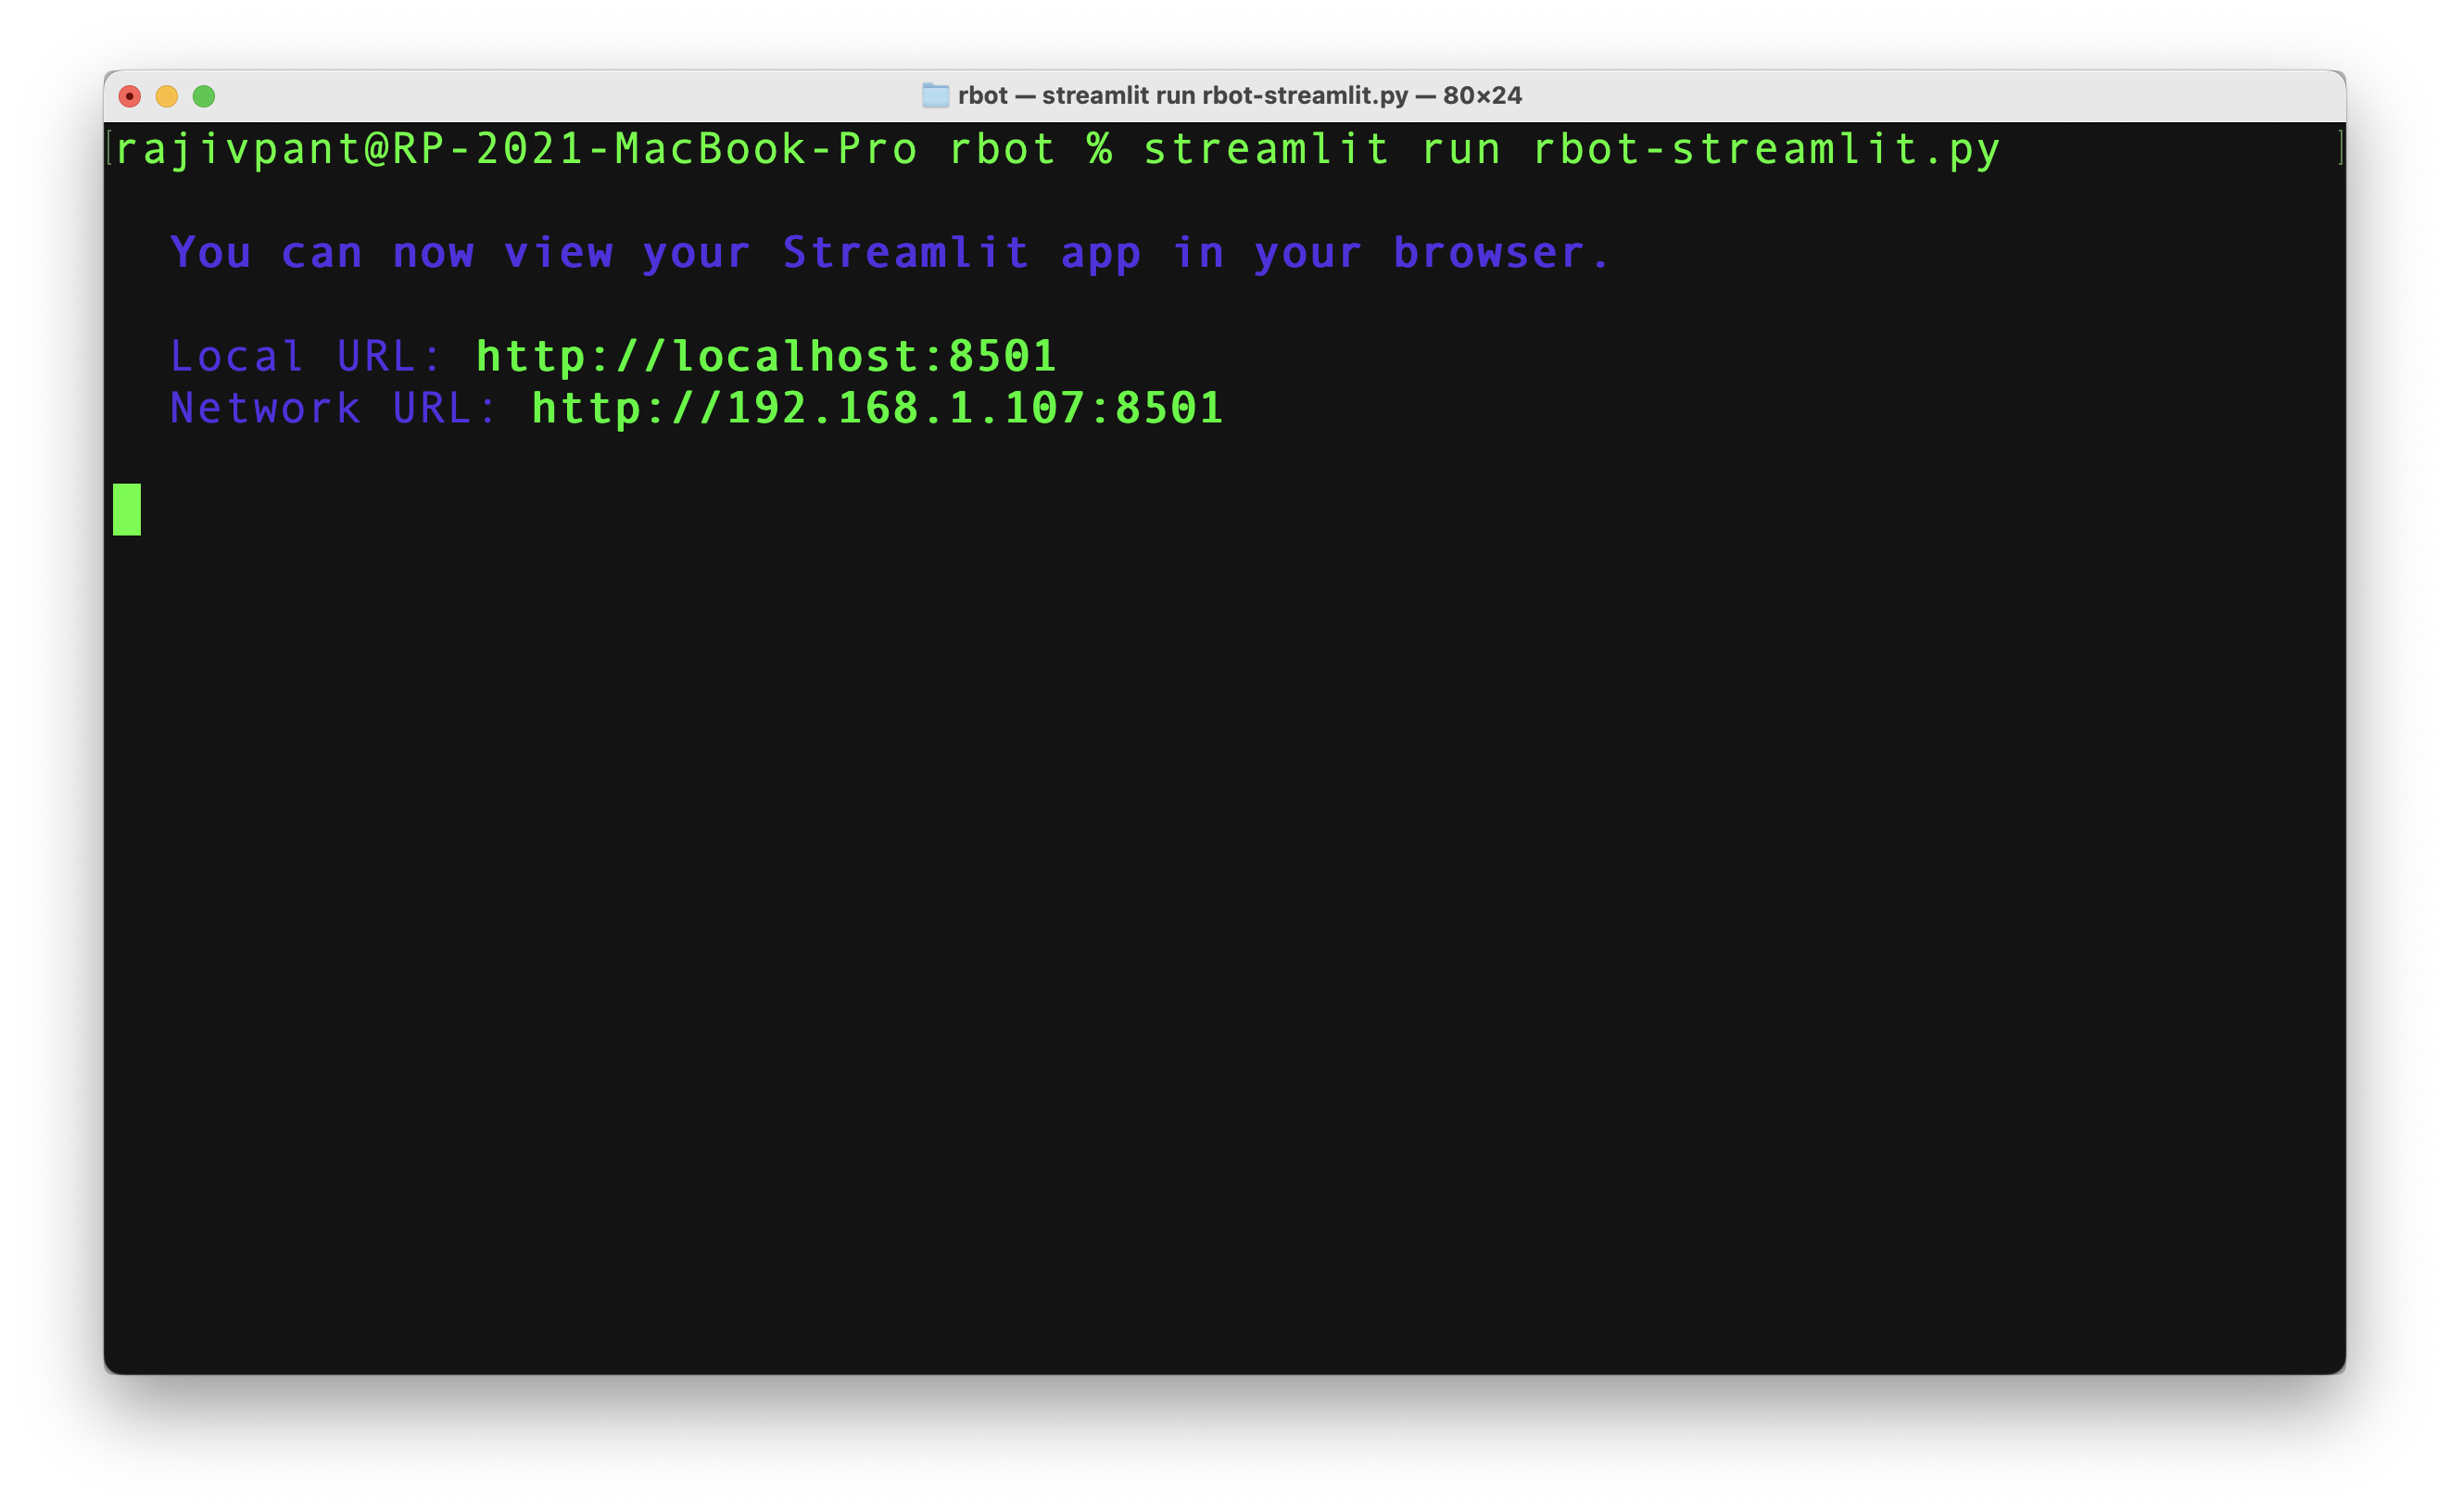 rbot — streamlit run rbot-streamlit.py — 80×24
[rajivpant@RP-2021-MacBook-Pro rbot % streamlit run rbot-streamlit.py ]
You can now view your Streamlit app in your browser.
Local URL: http://localhost:8501
Network URL: http://192.168.1.107:8501